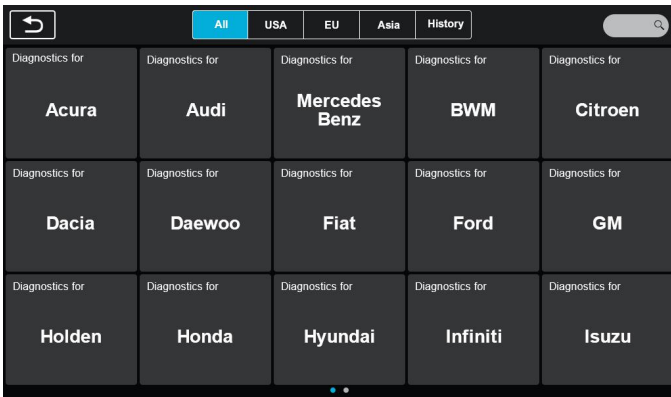 All USA EU Asia History
Diagnostics for
Acura
Diagnostics for
Audi
Diagnostics for
Mercedes
Benz
Diagnostics for
BWM
Diagnostics for
Citroen
Diagnostics for
Dacia
Diagnostics for
Daewoo
Diagnostics for
Fiat
Diagnostics for
Ford
Diagnostics for
GM
Diagnostics for
Holden
Diagnostics for
Honda
Diagnostics for
Hyundai
Diagnostics for
Infiniti
Diagnostics for
Isuzu